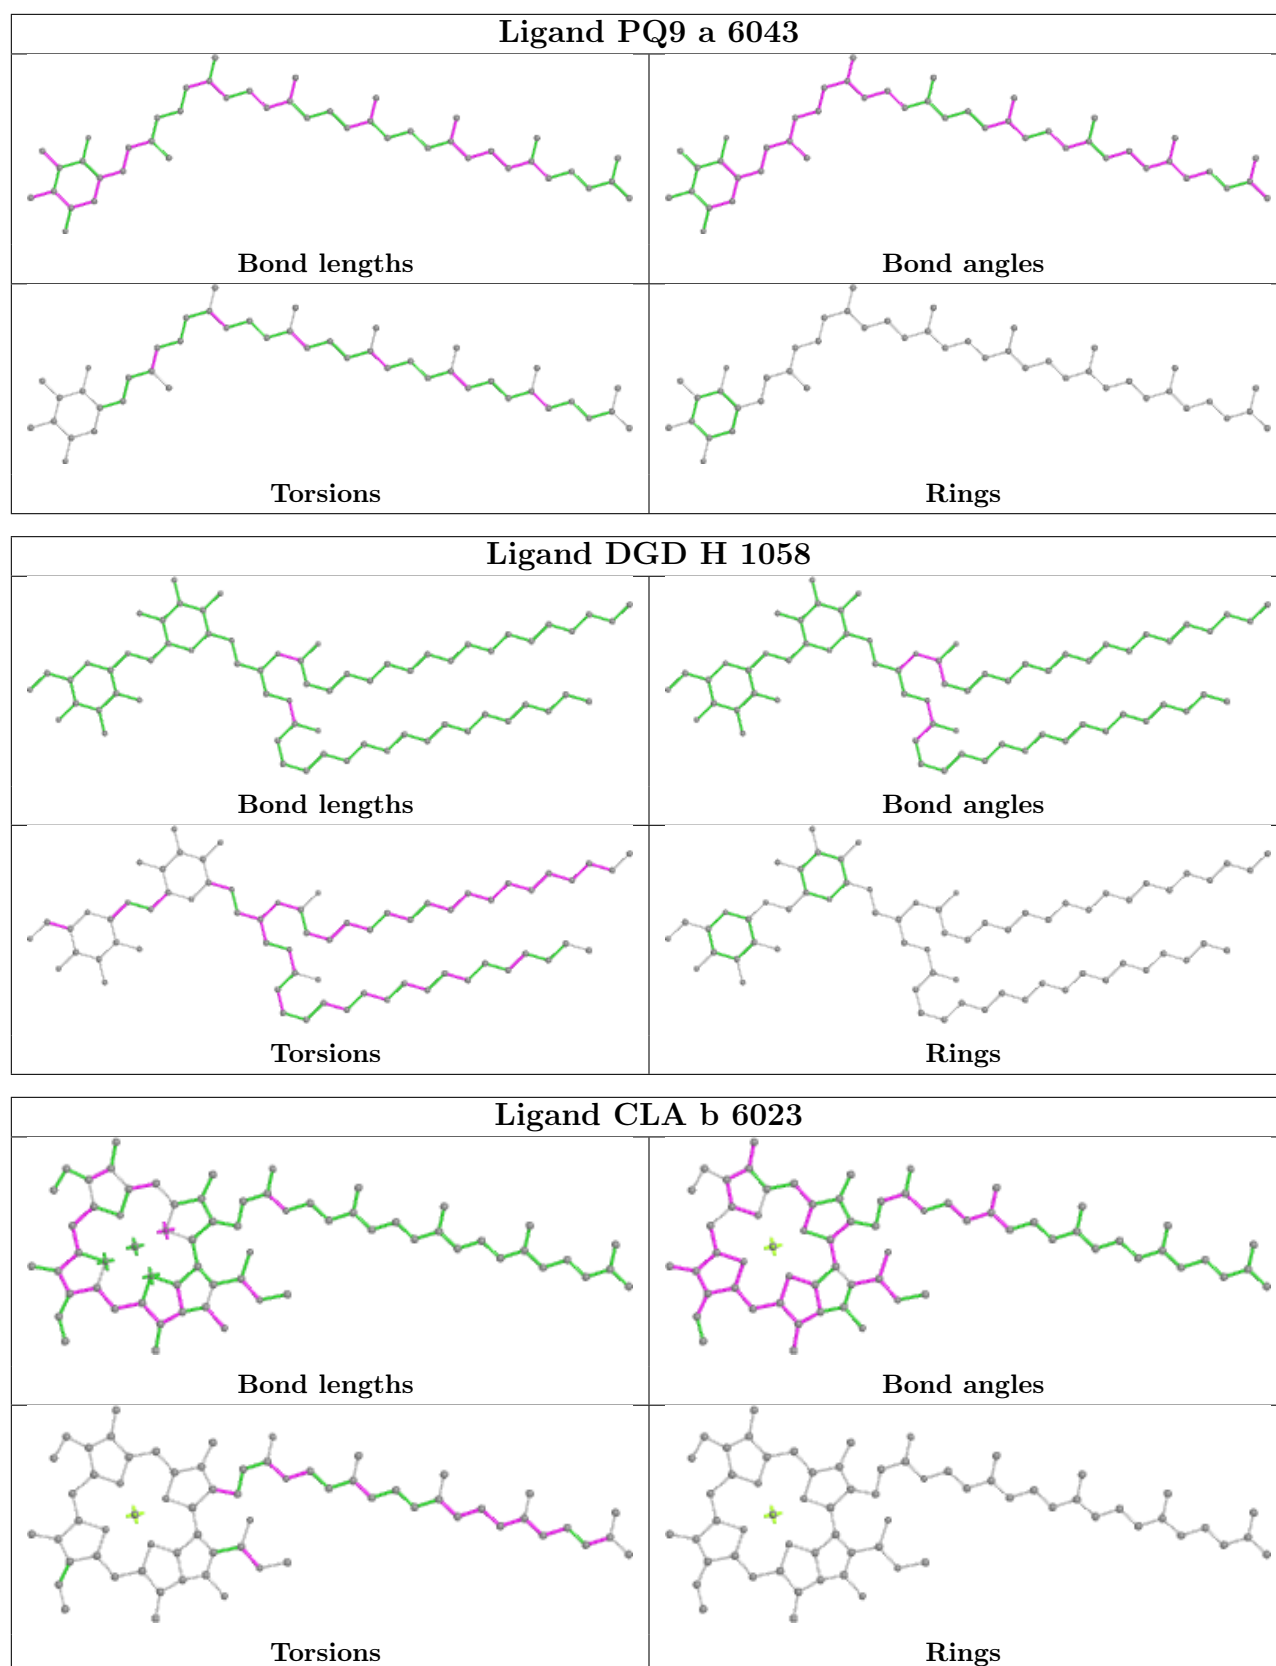 Ligand PQ9 a 6043
Bond lengths
Bond angles
Torsions
Rings
Ligand DGD H 1058
Bond lengths
Bond angles
Torsions
Rings
Ligand CLA b 6023
Bond lengths
Bond angles
Torsions
Rings